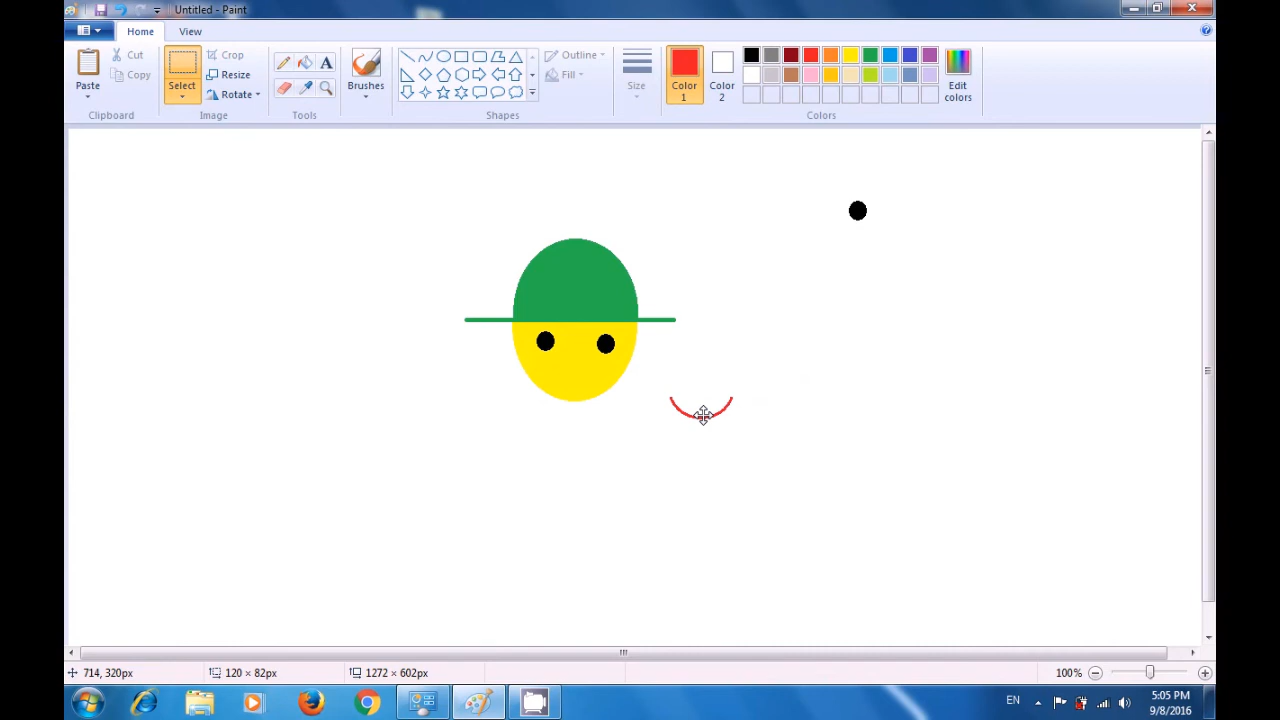 Untitled - Paint
Home
View
Paste
Cut
Copy
Clipboard
Select
Crop
Resize
Rotate
Image
A
Tools
Brushes
Outline
Fill
Shapes
Size
Color 1
Color 2
Edit colors
Colors
714, 320px
120 × 82px
1272 × 602px
100%
EN
5:05 PM
9/8/2016